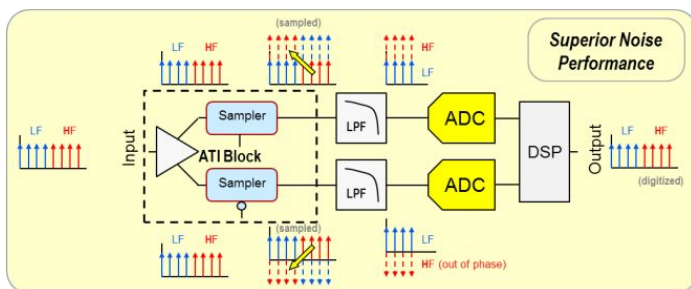 (sampled)
LF HF
HF
LF
Superior Noise
Performance
LF HF
Input
Sampler
ATI Block
Sampler
LPF
LPF
ADC
ADC
DSP
Output
LF HF
(digitized)
(sampled)
LF HF
LF
HF (out of phase)